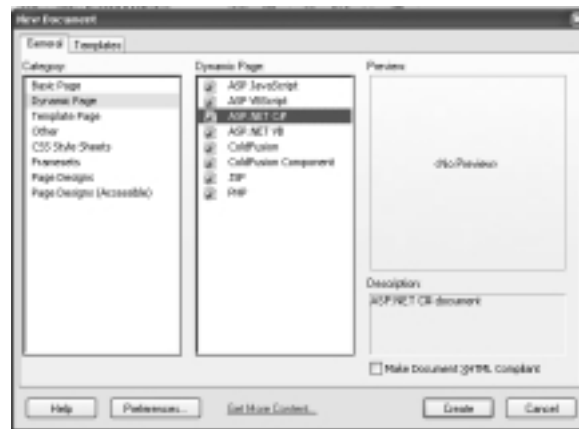 New Document
General Templates
Category: Dynamic Page Preview:
Basic Page
Dynamic Page
Template Page
Other
CSS Style Sheets
Framesets
Page Designs
Page Designs (Accessible)
ASP JavaScript
ASP VBScript
ASP.NET C#
ASP.NET VB
ColdFusion
ColdFusion Component
JSP
PHP
<No Preview>
Description:
ASP.NET C# document
Make Document XHTML Compliant
Help Preferences... Get More Content... Create Cancel